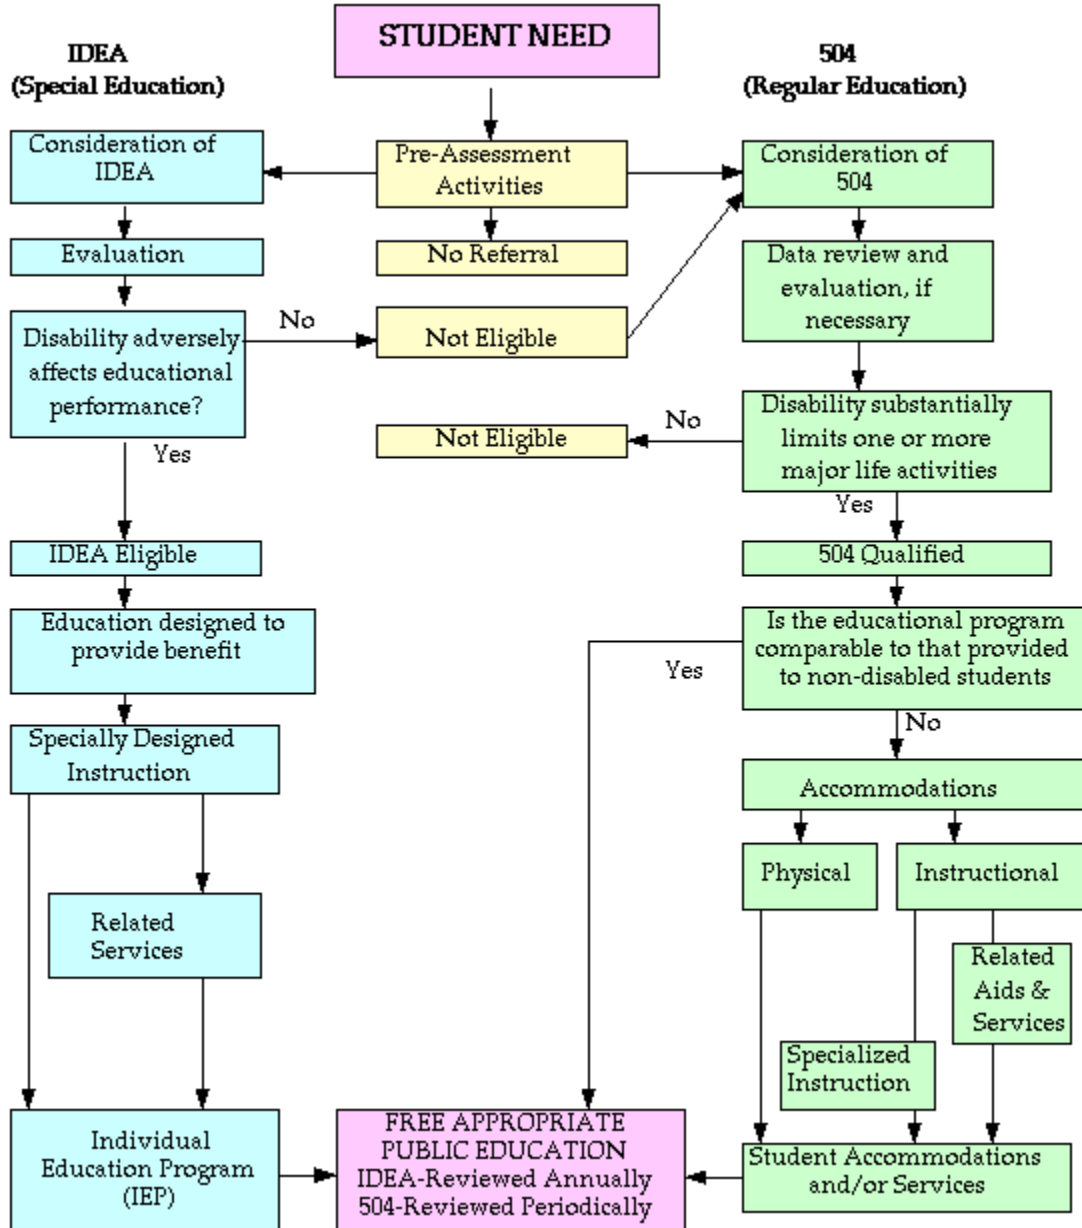 STUDENT NEED
IDEA
(Special Education)
504
(Regular Education)
Consideration of
IDEA
Pre-Assessment
Activities
Consideration of
504
Evaluation
No Referral
Data review and
evaluation, if
necessary
Disability adversely
affects educational
performance?
No
Not Eligible
Yes
Not Eligible
No
Disability substantially
limits one or more
major life activities
Yes
IDEA Eligible
504 Qualified
Education designed to
provide benefit
Is the educational program
comparable to that provided
to non-disabled students
Yes
No
Specially Designed
Instruction
Accommodations
Physical
Instructional
Related
Services
Related
Aids &
Services
Specialized
Instruction
Individual
Education Program
(IEP)
FREE APPROPRIATE
PUBLIC EDUCATION
IDEA-Reviewed Annually
504-Reviewed Periodically
Student Accommodations
and/or Services